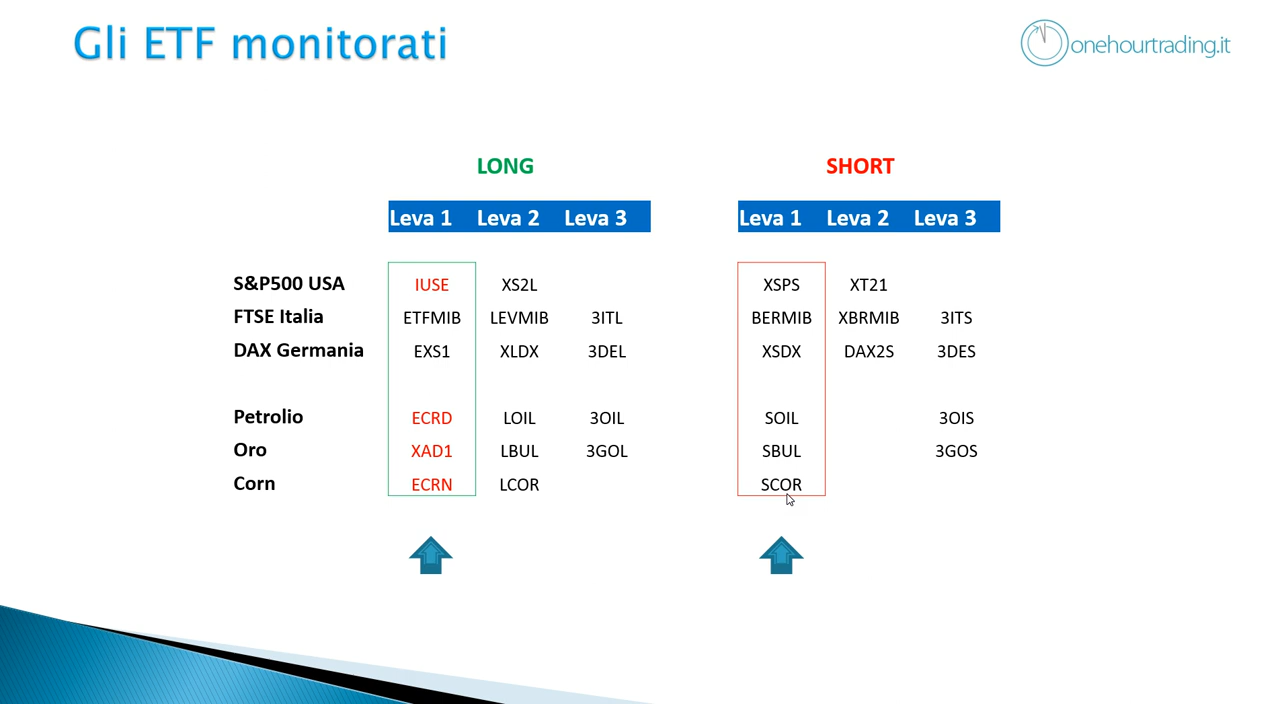 Gli ETF monitorati
onehourtrading.it
LONG SHORT
Leva 1 Leva 2 Leva 3 Leva 1 Leva 2 Leva 3
S&P500 USA IUSE XS2L XSPS XT21
FTSE Italia ETFMIB LEVMIB 3ITL BERMIB XBRMIB 3ITS
DAX Germania EXS1 XLDX 3DEL XSDX DAX2S 3DES
Petrolio ECRD LOIL 3OIL SOIL 3OIS
Oro XAD1 LBUL 3GOL SBUL 3GOS
Corn ECRN LCOR SCOR